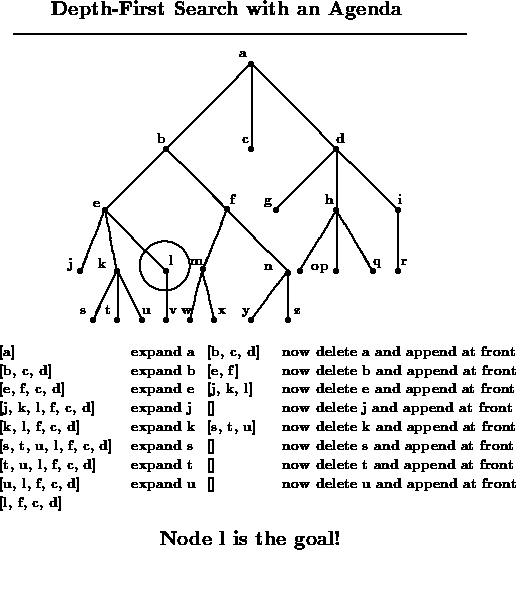 Depth-First Search with an Agenda
a
b c d
e f g h i
j k l m n o p q r
s t u v w x y z
[a] expand a [b, c, d] now delete a and append at front
[b, c, d] expand b [e, f] now delete b and append at front
[e, f, c, d] expand e [j, k, l] now delete e and append at front
[j, k, l, f, c, d] expand j [] now delete j and append at front
[k, l, f, c, d] expand k [s, t, u] now delete k and append at front
[s, t, u, l, f, c, d] expand s [] now delete s and append at front
[t, u, l, f, c, d] expand t [] now delete t and append at front
[u, l, f, c, d] expand u [] now delete u and append at front
[l, f, c, d]
Node l is the goal!